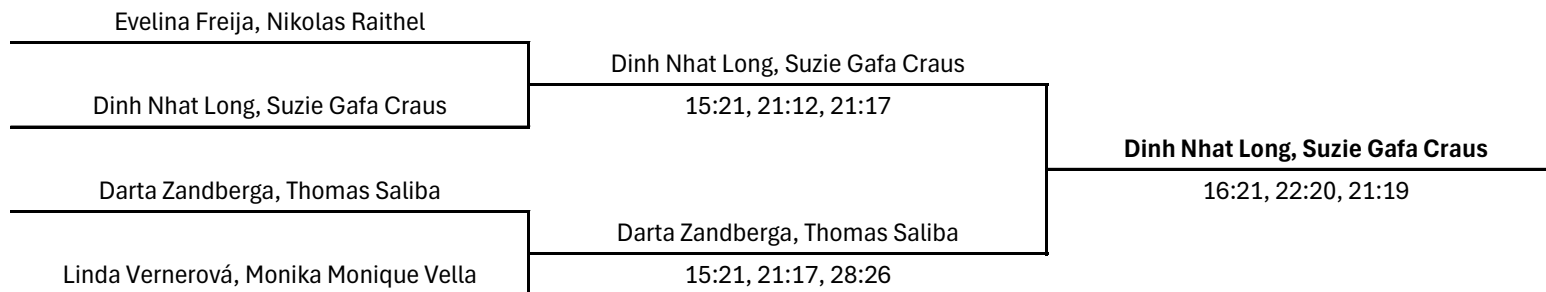 Evelina Freija, Nikolas Raithel
Dinh Nhat Long, Suzie Gafa Craus
Dinh Nhat Long, Suzie Gafa Craus
15:21, 21:12, 21:17
Dinh Nhat Long, Suzie Gafa Craus
Darta Zandberga, Thomas Saliba
16:21, 22:20, 21:19
Darta Zandberga, Thomas Saliba
Linda Vernerová, Monika Monique Vella
15:21, 21:17, 28:26